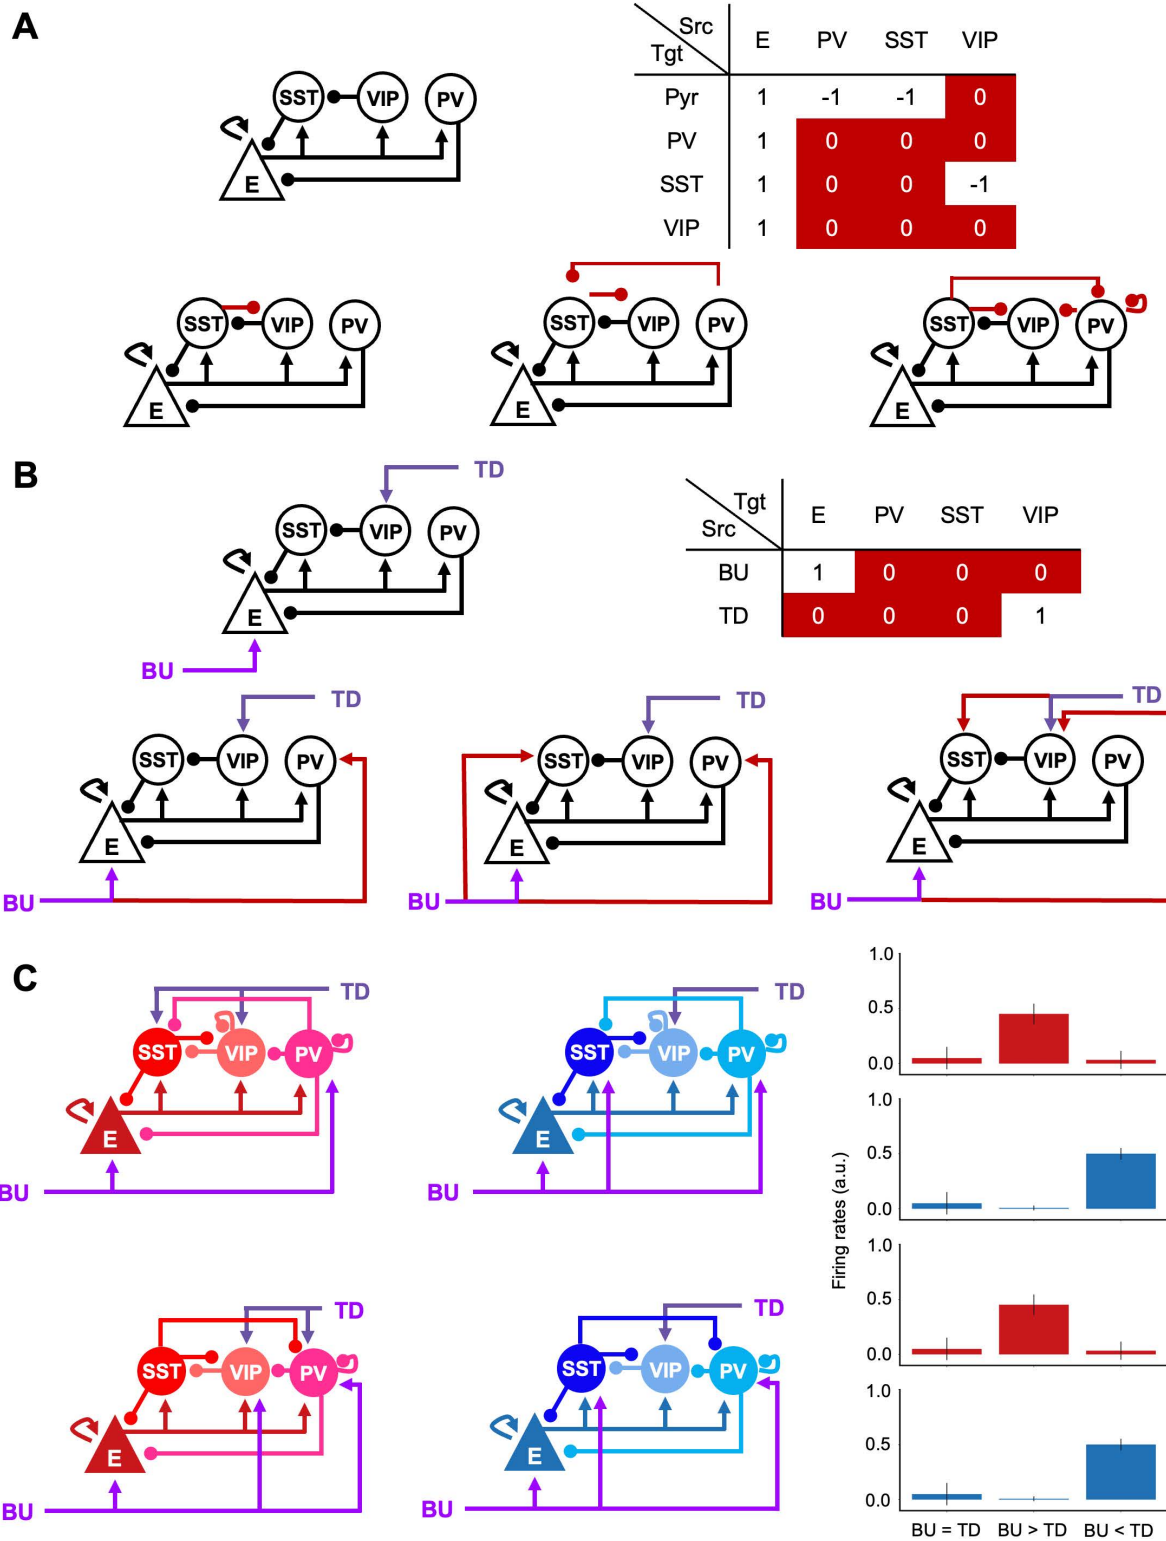 A
Src
Tgt
E PV SST VIP
Pyr 1 -1 -1 0
PV 1 0 0 0
SST 1 0 0 -1
VIP 1 0 0 0
SST VIP PV
E
SST VIP PV
E
SST VIP PV
E
SST VIP PV
E
B
TD
SST VIP PV
E
BU
Tgt
Src
E PV SST VIP
BU 1 0 0 0
TD 0 0 0 1
TD
SST VIP PV
E
BU
TD
SST VIP PV
E
BU
TD
SST VIP PV
E
BU
C
TD
SST VIP PV
E
BU
TD
SST VIP PV
E
BU
TD
SST VIP PV
E
BU
TD
SST VIP PV
E
BU
Firing rates (a.u.)
1.0
0.5
0.0
1.0
0.5
0.0
1.0
0.5
0.0
1.0
0.5
0.0
BU = TD BU > TD BU < TD